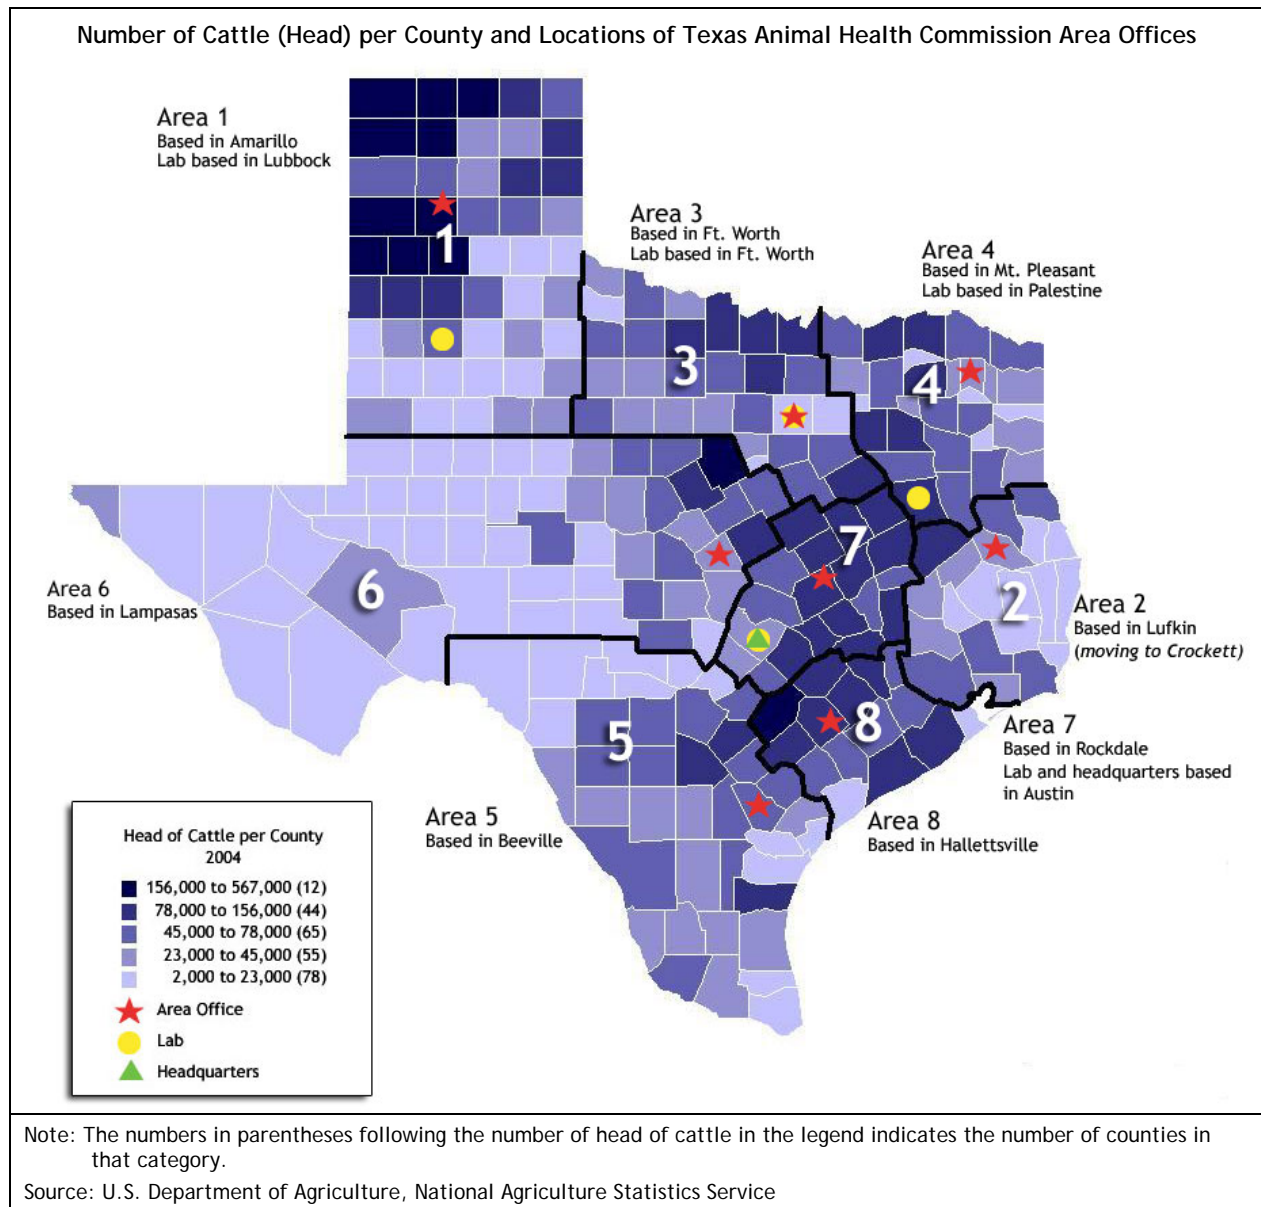 Number of Cattle (Head) per County and Locations of Texas Animal Health Commission Area Offices
Area 1
Based in Amarillo
Lab based in Lubbock
Area 3
Based in Ft. Worth
Lab based in Ft. Worth
Area 4
Based in Mt. Pleasant
Lab based in Palestine
1
3
4
7
6
2
Area 6
Based in Lampasas
Area 2
Based in Lufkin
(moving to Crockett)
5
8
Area 7
Based in Rockdale
Lab and headquarters based
in Austin
Area 5
Based in Beeville
Area 8
Based in Hallettsville
Head of Cattle per County
2004
156,000 to 567,000 (12)
78,000 to 156,000 (44)
45,000 to 78,000 (65)
23,000 to 45,000 (55)
2,000 to 23,000 (78)
Area Office
Lab
Headquarters
Note: The numbers in parentheses following the number of head of cattle in the legend indicates the number of counties in
that category.
Source: U.S. Department of Agriculture, National Agriculture Statistics Service